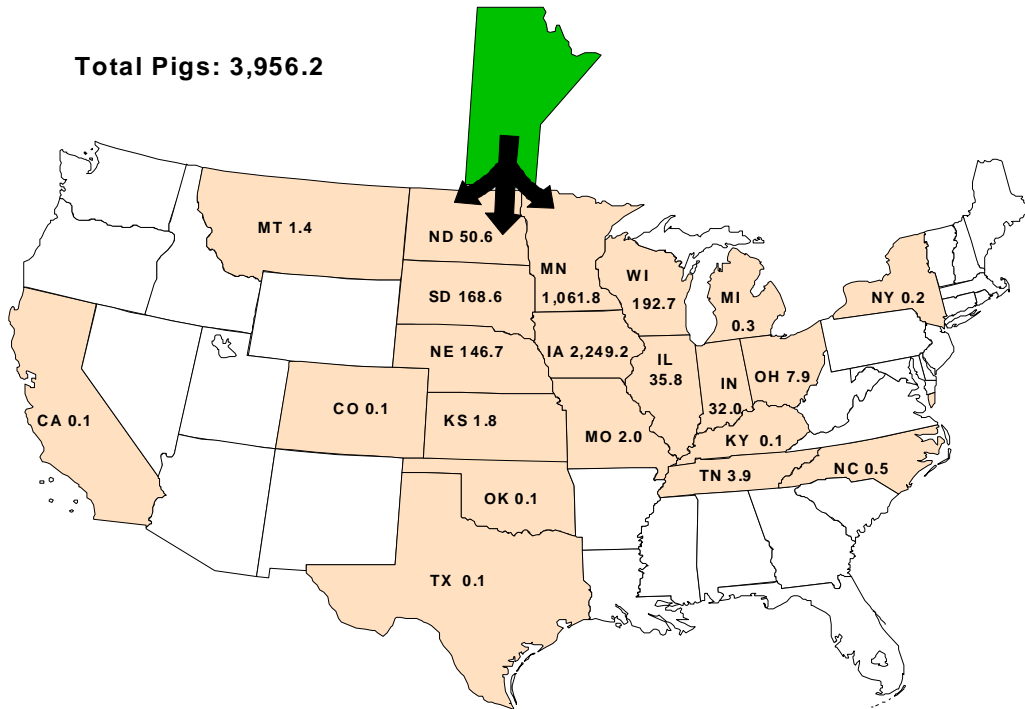 Total Pigs: 3,956.2
MT 1.4
ND 50.6
MN
1,061.8
WI
192.7
MI
0.3
NY 0.2
SD 168.6
NE 146.7
IA 2,249.2
IL
35.8
IN
32.0
OH 7.9
CA 0.1
CO 0.1
KS 1.8
MO 2.0
KY 0.1
TN 3.9
NC 0.5
OK 0.1
TX 0.1